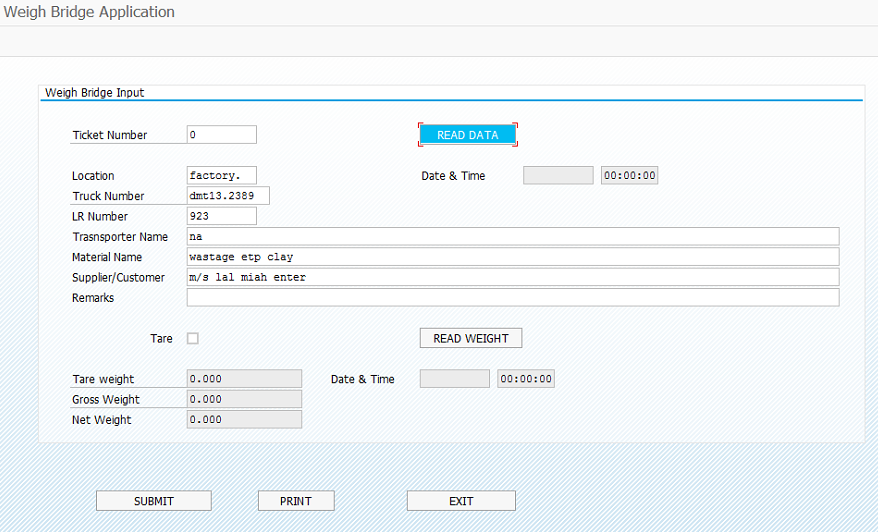 Weigh Bridge Application
Weigh Bridge Input
Ticket Number 0 READ DATA
Location factory. Date & Time 00:00:00
Truck Number dmt13.2389
LR Number 923
Trasnsporter Name na
Material Name wastage etp clay
Supplier/Customer m/s lal miah enter
Remarks
Tare READ WEIGHT
Tare weight 0.000 Date & Time 00:00:00
Gross Weight 0.000
Net Weight 0.000
SUBMIT PRINT EXIT